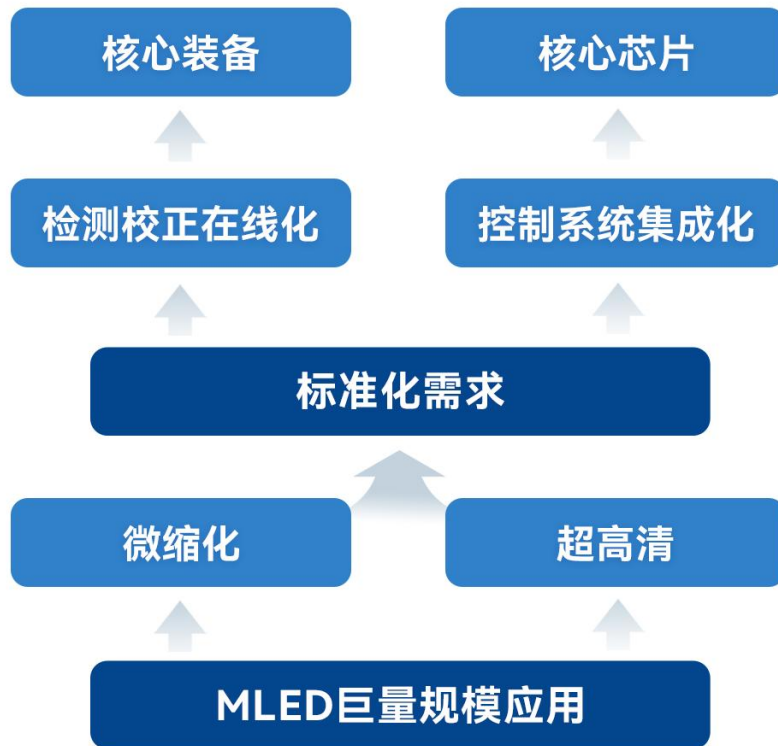 核心装备
核心芯片
检测校正在线化
控制系统集成化
标准化需求
微缩化
超高清
MLED巨量规模应用